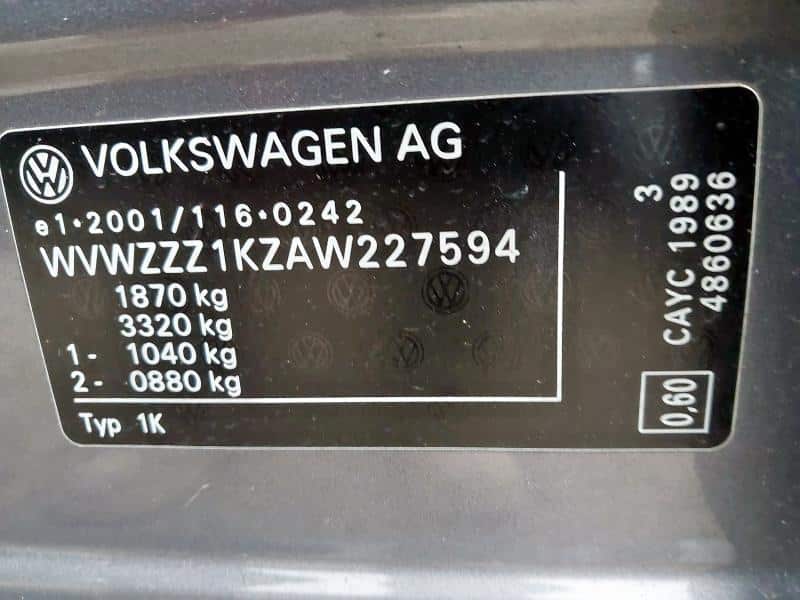 VOLKSWAGEN AG
e1*2001/116*0242
WVWZZZ1KZAW227594
1870 kg
3320 kg
1- 1040 kg
2- 0880 kg
Typ 1K
3
CAYC 1989
4860636
0,60